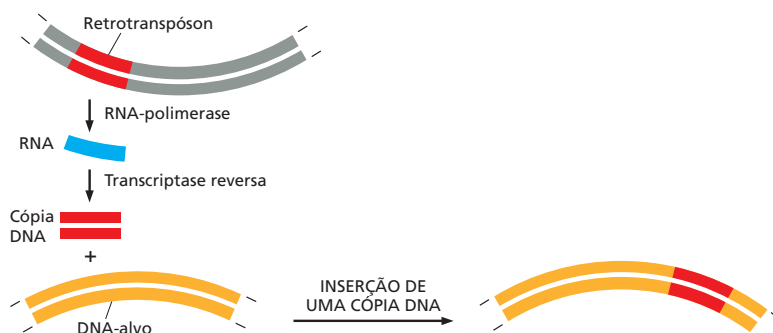 Retrotranspóson
RNA-polimerase
RNA
Transcriptase reversa
Cópia
DNA
+
DNA-alvo
INSERÇÃO DE
UMA CÓPIA DNA